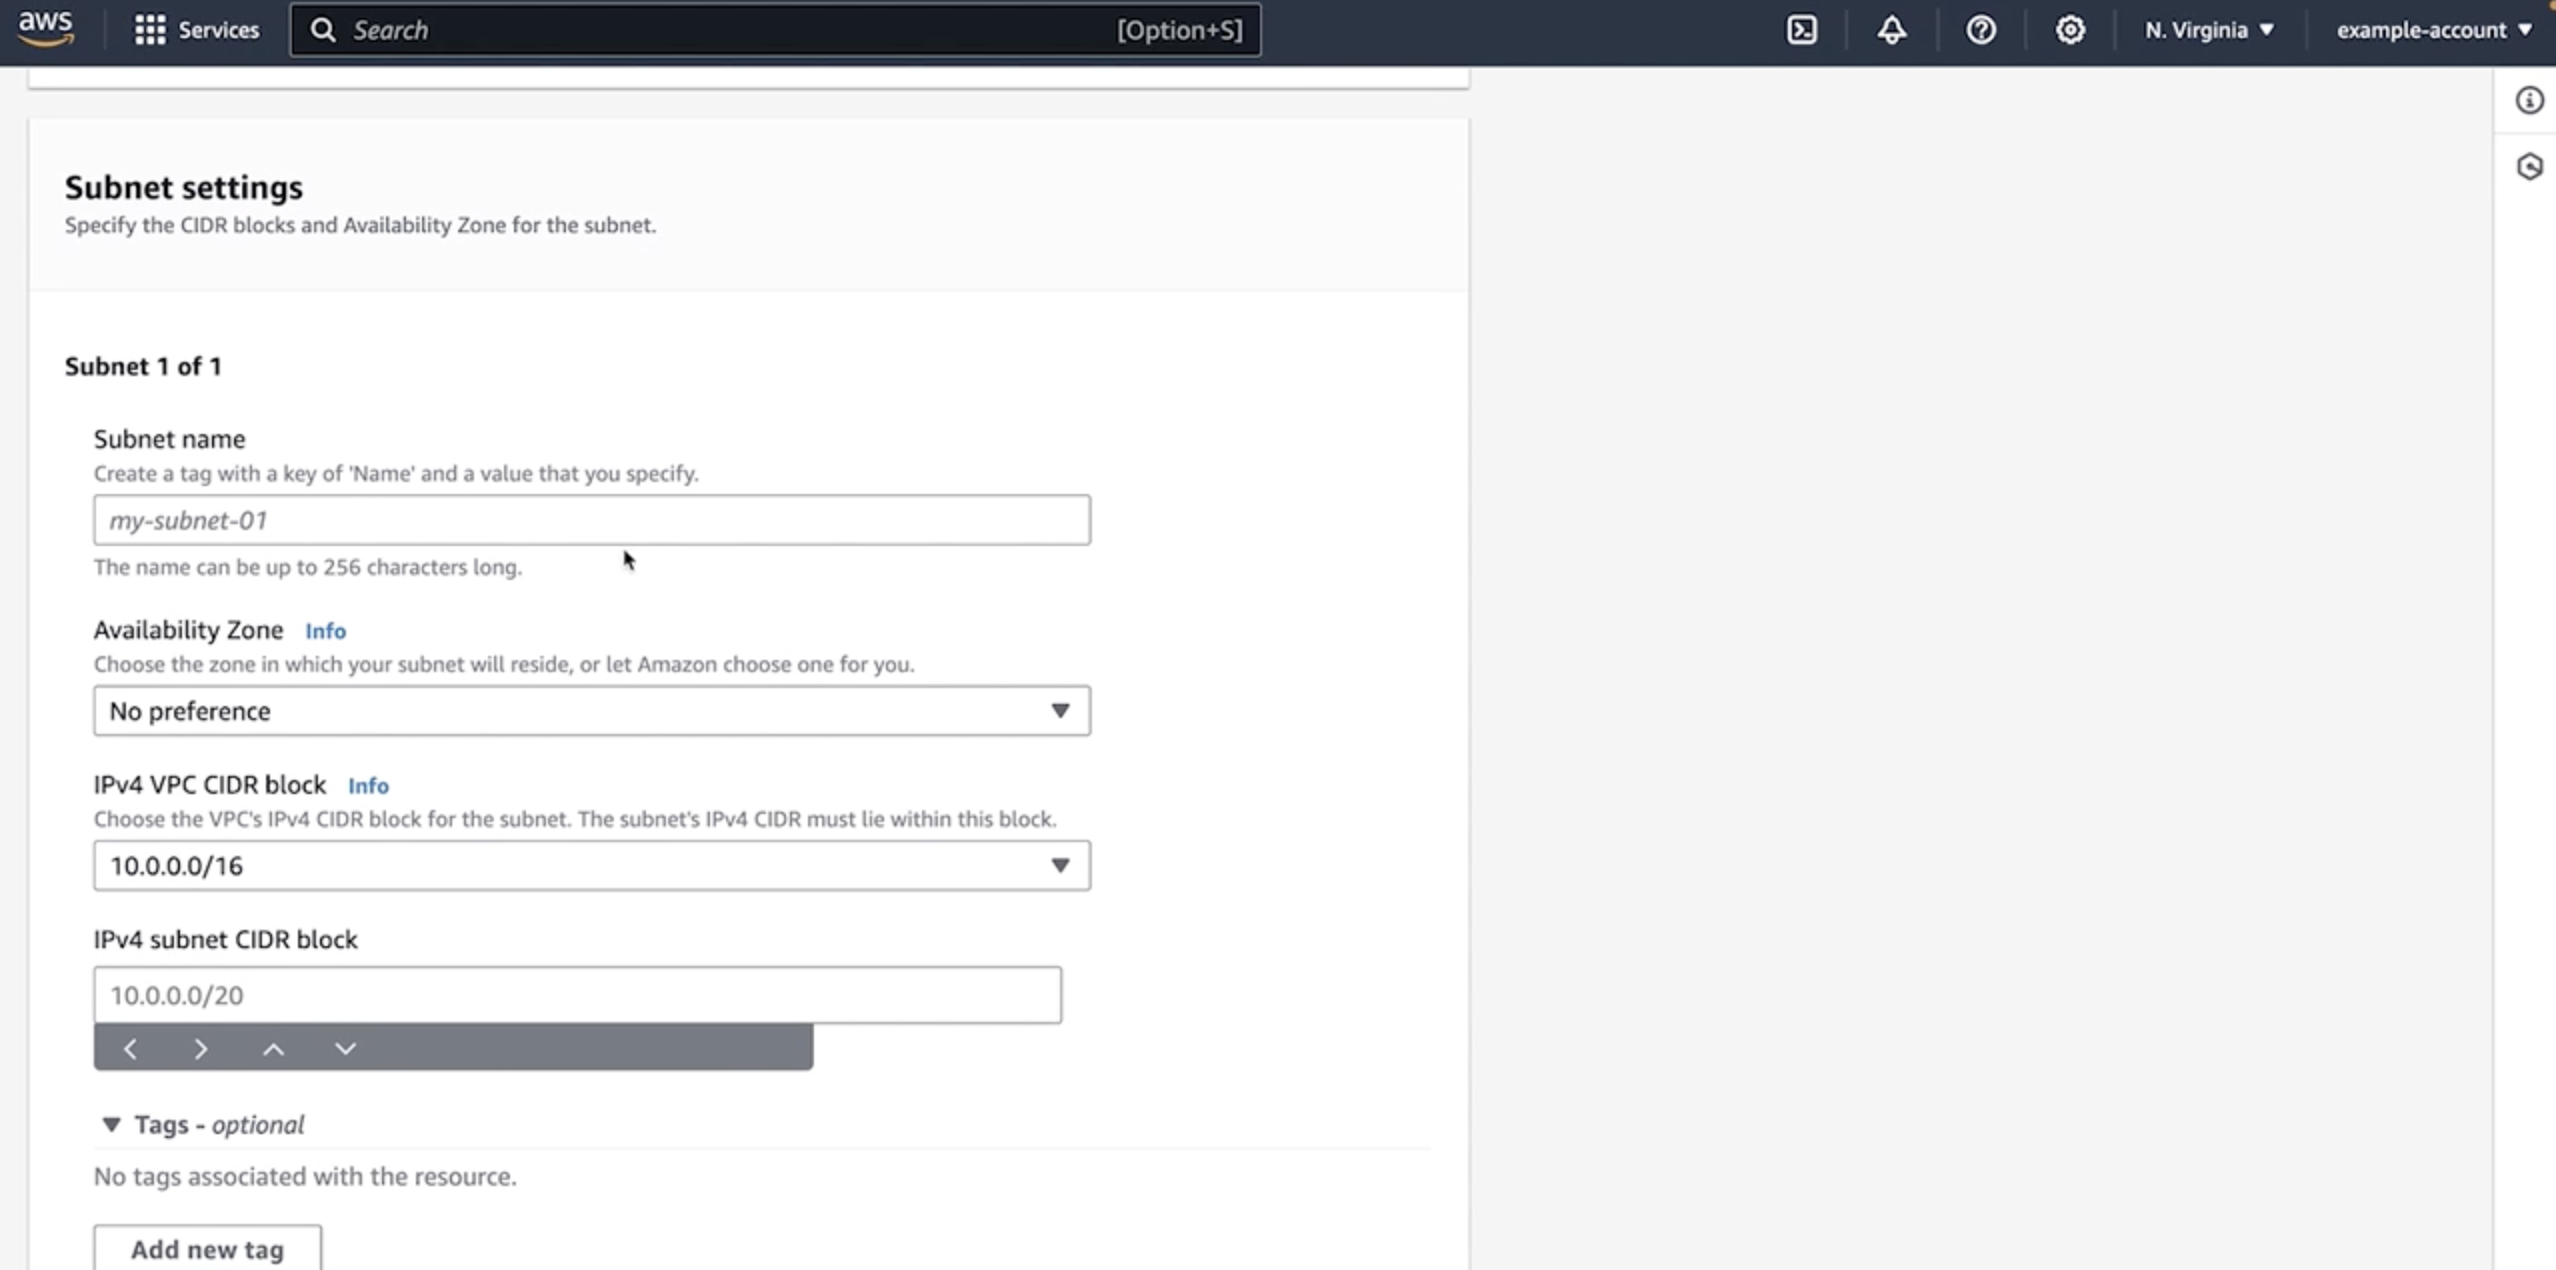 aws Services Search [Option+S] N. Virginia example-account
Subnet settings
Specify the CIDR blocks and Availability Zone for the subnet.
Subnet 1 of 1
Subnet name
Create a tag with a key of 'Name' and a value that you specify.
my-subnet-01
The name can be up to 256 characters long.
Availability Zone Info
Choose the zone in which your subnet will reside, or let Amazon choose one for you.
No preference
IPv4 VPC CIDR block Info
Choose the VPC's IPv4 CIDR block for the subnet. The subnet's IPv4 CIDR must lie within this block.
10.0.0.0/16
IPv4 subnet CIDR block
10.0.0.0/20
Tags - optional
No tags associated with the resource.
Add new tag